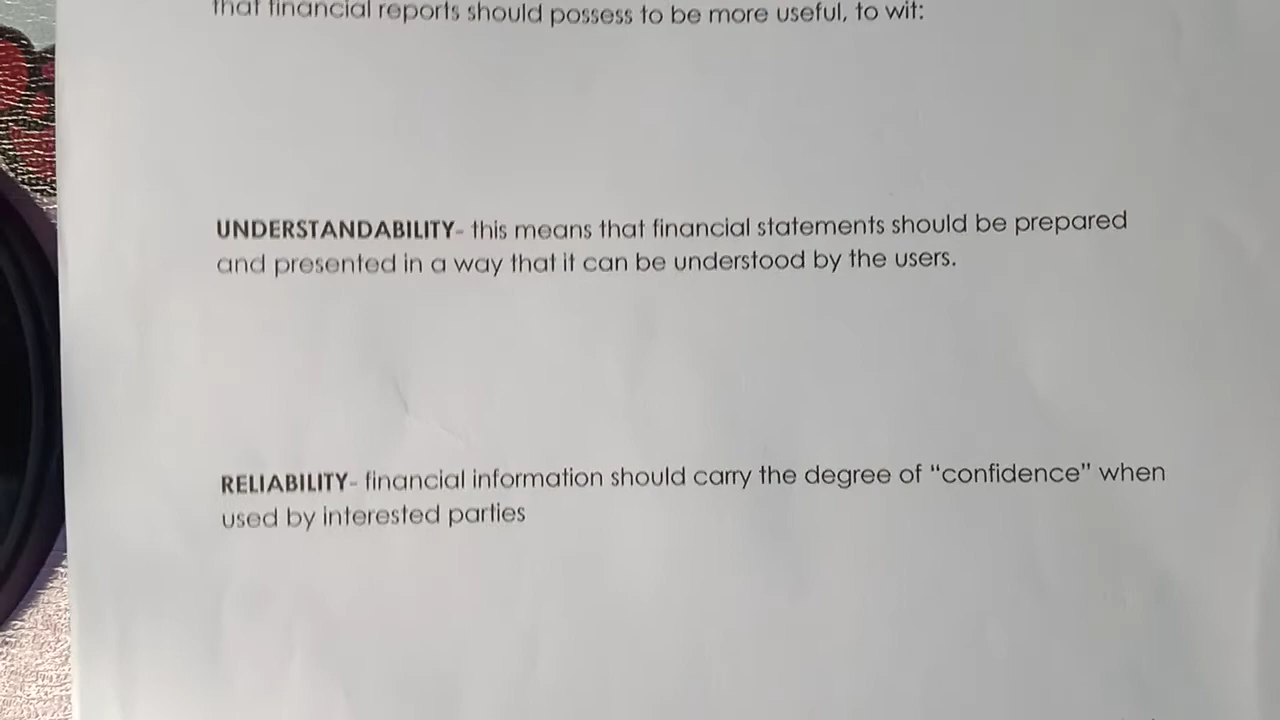 that financial reports should possess to be more useful, to wit:
UNDERSTANDABILITY- this means that financial statements should be prepared
and presented in a way that it can be understood by the users.
RELIABILITY- financial information should carry the degree of “confidence” when
used by interested parties